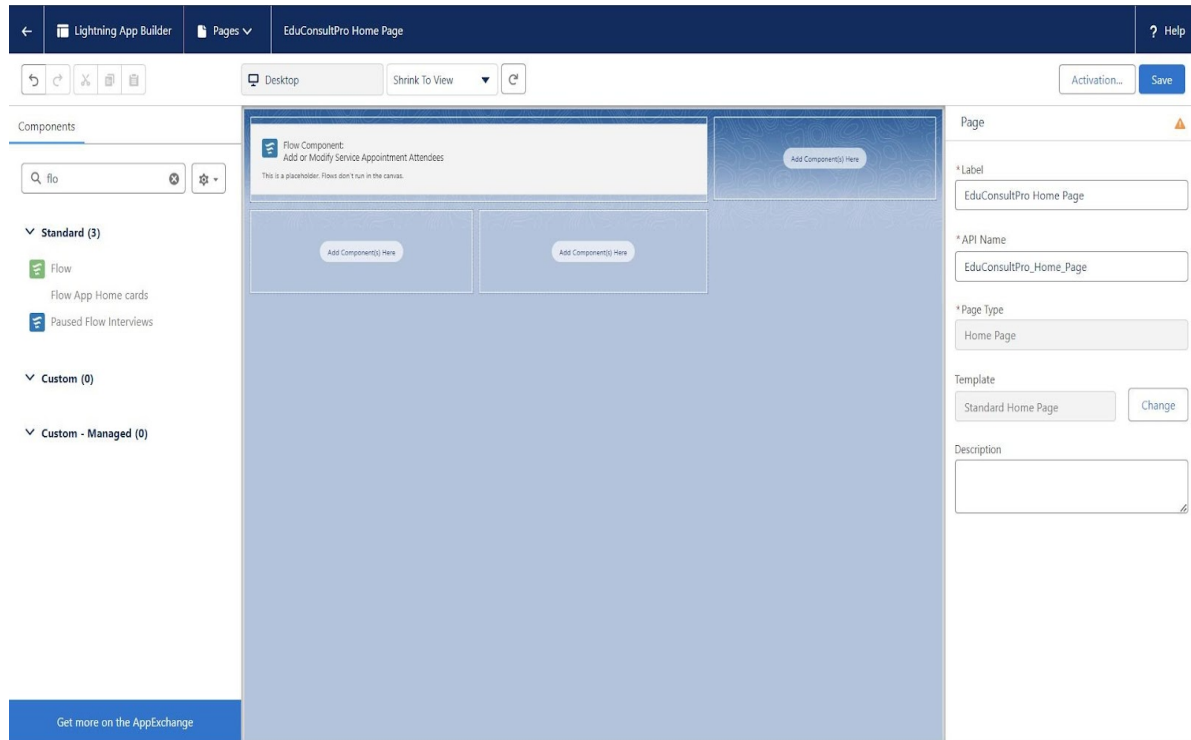 Lightning App Builder
Pages
EduConsultPro Home Page
? Help
Desktop
Shrink To View
Activation...
Save
Components
flo
Standard (3)
Flow
Flow App Home cards
Paused Flow Interviews
Custom (0)
Custom - Managed (0)
Get more on the AppExchange
Flow Component:
Add or Modify Service Appointment Attendees
This is a placeholder. Flows don't run in the canvas.
Add Component(s) Here
Add Component(s) Here
Add Component(s) Here
Page
*Label
EduConsultPro Home Page
*API Name
EduConsultPro_Home_Page
*Page Type
Home Page
Template
Standard Home Page
Change
Description